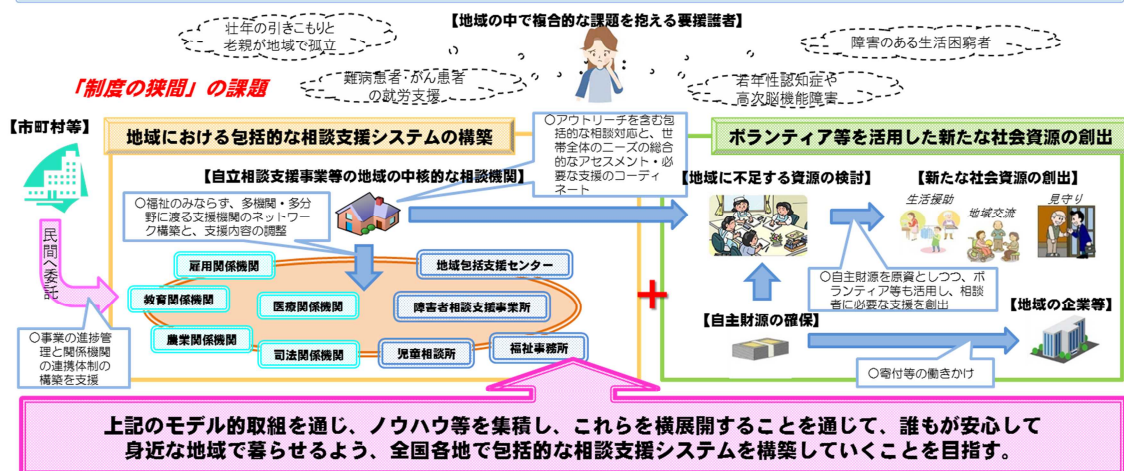 【地域の中で複合的な課題を抱える要援護者】
壮年の引きこもりと
老親が地域で孤立
難病患者・がん患者
の就労支援
若年性認知症や
高次脳機能障害
障害のある生活困窮者
「制度の狭間」の課題
【市町村等】
民間へ委託
○事業の進捗管
理と関係機関
の連携体制の
構築を支援
地域における包括的な相談支援システムの構築
○アウトリーチを含む包
括的な相談対応と、世
帯全体のニーズの総合
的なアセスメント・必
要な支援のコーディ
ネート
【自立相談支援事業等の地域の中核的な相談機関】
○福祉のみならず、多機関・多分
野に渡る支援機関のネットワー
ク構築と、支援内容の調整
雇用関係機関
地域包括支援センター
教育関係機関
医療関係機関
障害者相談支援事業所
農業関係機関
司法関係機関
児童相談所
福祉事務所
+
ボランティア等を活用した新たな社会資源の創出
【地域に不足する資源の検討】
【新たな社会資源の創出】
生活援助
地域交流
見守り
○自主財源を原資としつつ、ボ
ランティア等も活用し、相談
者に必要な支援を創出
【自主財源の確保】
【地域の企業等】
○寄付等の働きかけ
上記のモデル的取組を通じ、ノウハウ等を集積し、これらを横展開することを通じて、誰もが安心して
身近な地域で暮らせるよう、全国各地で包括的な相談支援システムを構築していくことを目指す。